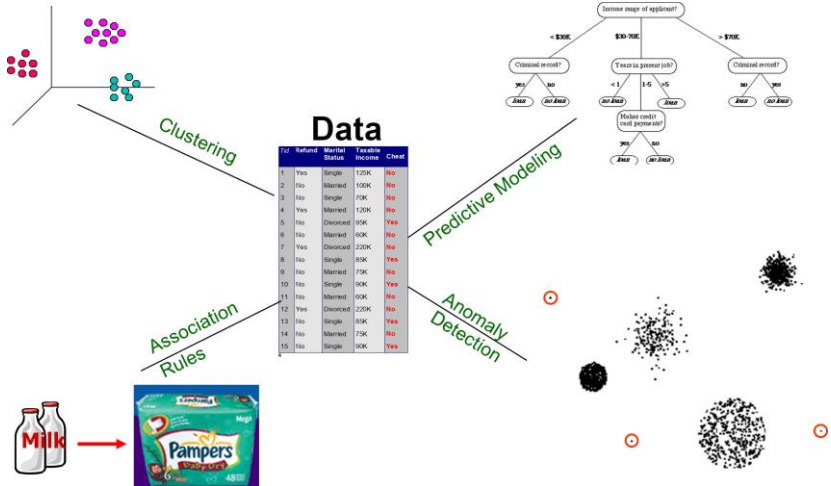 Income range of applicant?
< $30K
$30-70K
> $70K
Criminal record?
Years in present job?
Criminal record?
yes
no
< 1
1-5
>5
no
yes
loan
no loan
no loan
loan
loan
no loan
Makes credit
card payments?
yes
no
loan
no loan
Clustering
Data
Predictive Modeling
Tid Refund Marital Status Taxable Income Cheat
1 Yes Single 125K No
2 No Married 100K No
3 No Single 70K No
4 Yes Married 120K No
5 No Divorced 95K Yes
6 No Married 60K No
7 Yes Divorced 220K No
8 No Single 85K Yes
9 No Married 75K No
10 No Single 90K Yes
11 No Married 60K No
12 Yes Divorced 220K No
13 No Single 85K Yes
14 No Married 75K No
15 No Single 90K Yes
Association
Rules
Anomaly
Detection
Milk
Mega
Pampers
Baby Dry
6
48